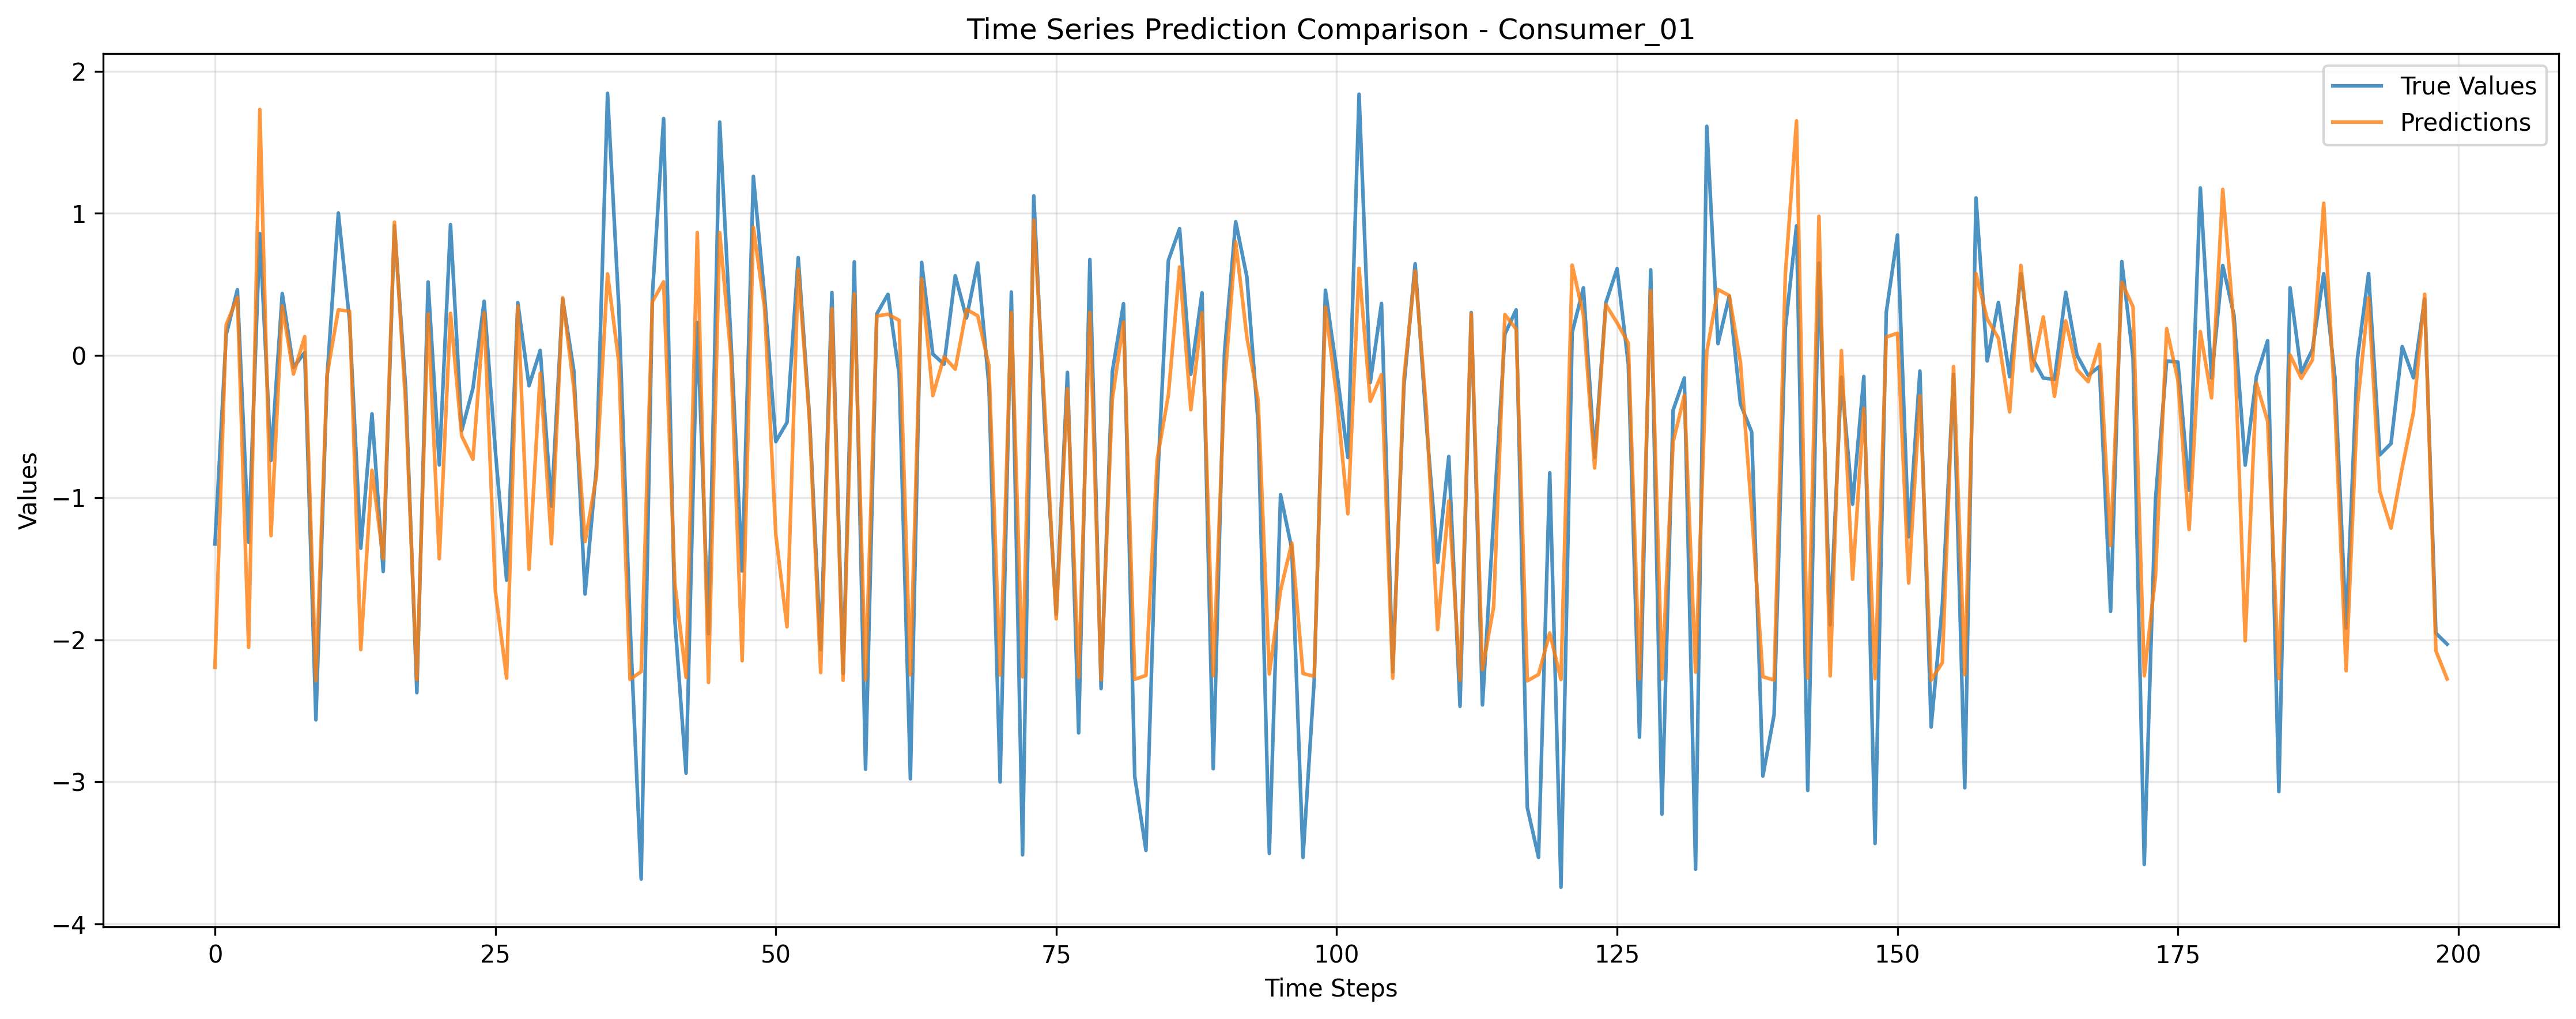 Time Series Prediction Comparison - Consumer_01
True Values
Predictions
2
1
0
−1
−2
−3
−4
Values
0 25 50 75 100 125 150 175 200
Time Steps